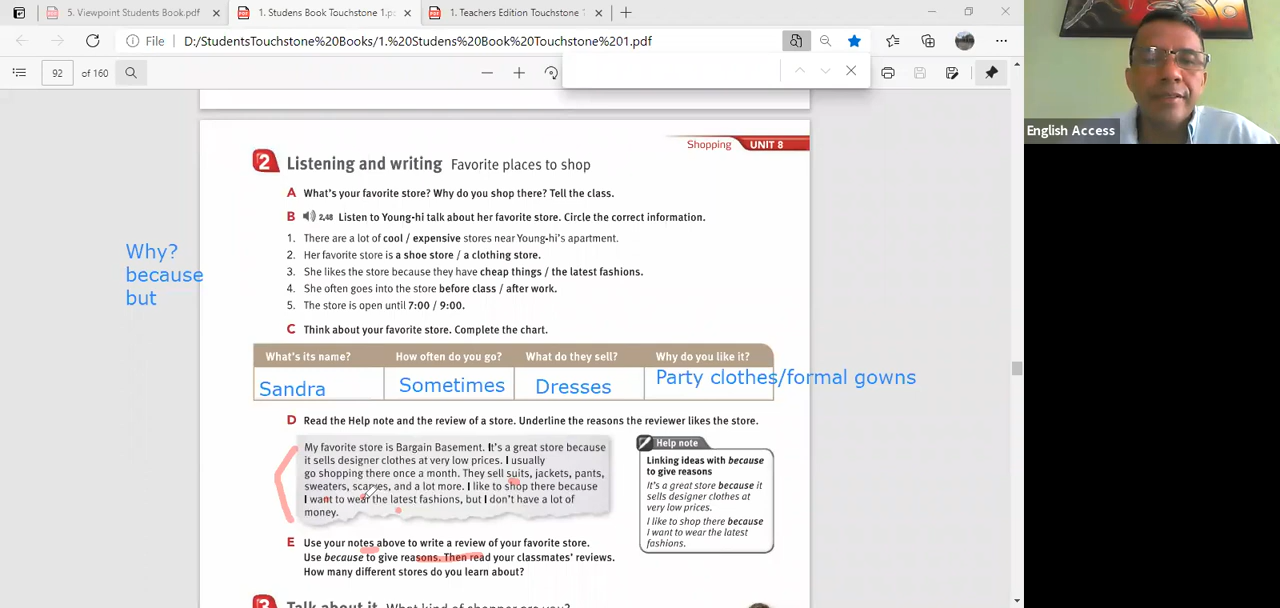 5. Viewpoint Students Book.pdf
1. Studens Book Touchstone 1.pc
1. Teachers Edition Touchstone 1
File
D:/StudentsTouchstone%20Books/1.%20Studens%20Book%20Touchstone%201.pdf
92
of 160
English Access
Shopping UNIT 8
2 Listening and writing Favorite places to shop
A What's your favorite store? Why do you shop there? Tell the class.
B 2.48 Listen to Young-hi talk about her favorite store. Circle the correct information.
1. There are a lot of cool / expensive stores near Young-hi's apartment.
2. Her favorite store is a shoe store / a clothing store.
3. She likes the store because they have cheap things / the latest fashions.
4. She often goes into the store before class / after work.
5. The store is open until 7:00 / 9:00.
Why?
because
but
C Think about your favorite store. Complete the chart.
What's its name? How often do you go? What do they sell? Why do you like it?
Sandra Sometimes Dresses Party clothes/formal gowns
D Read the Help note and the review of a store. Underline the reasons the reviewer likes the store.
My favorite store is Bargain Basement. It's a great store because
it sells designer clothes at very low prices. I usually
go shopping there once a month. They sell suits, jackets, pants,
sweaters, scarves, and a lot more. I like to shop there because
I want to wear the latest fashions, but I don't have a lot of
money.
Help note
Linking ideas with because
to give reasons
It's a great store because it
sells designer clothes at
very low prices.
I like to shop there because
I want to wear the latest
fashions.
E Use your notes above to write a review of your favorite store.
Use because to give reasons. Then read your classmates' reviews.
How many different stores do you learn about?
3 Talk about it What kind of shopper are you?